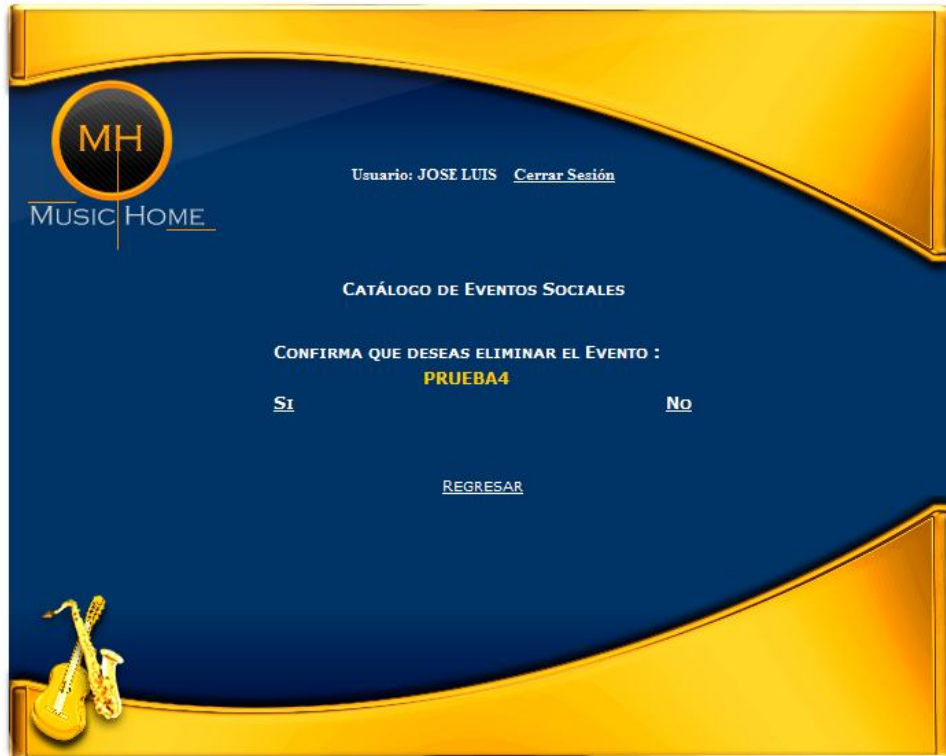 MH
MUSIC HOME
Usuario: JOSE LUIS Cerrar Sesión
CATÁLOGO DE EVENTOS SOCIALES
CONFIRMA QUE DESEAS ELIMINAR EL EVENTO :
PRUEBA4
SI NO
REGRESAR